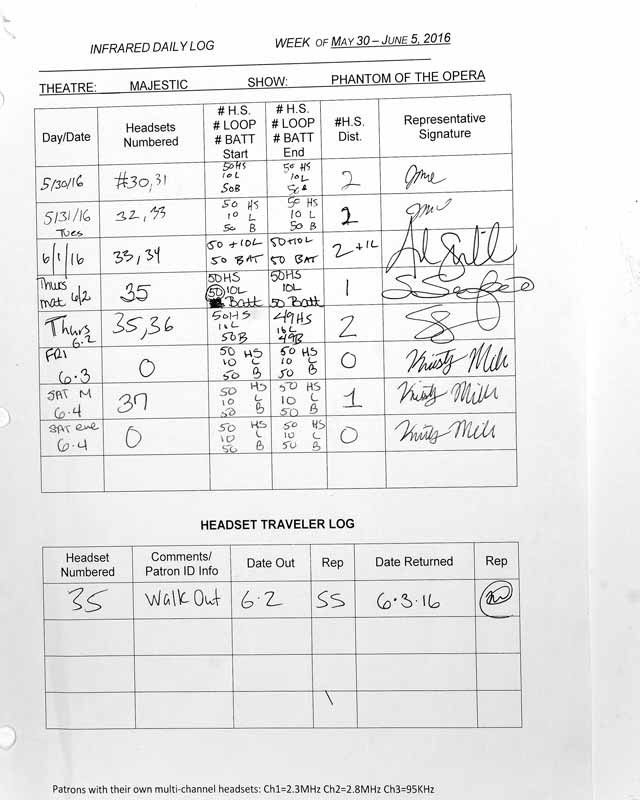 INFRARED DAILY LOG WEEK OF MAY 30 – JUNE 5, 2016
THEATRE: MAJESTIC SHOW: PHANTOM OF THE OPERA
Day/Date Headsets Numbered # H.S. # LOOP # BATT Start # H.S. # LOOP # BATT End #H.S. Dist. Representative Signature
5/30/16 #30,31 50HS 10L 50B 50 HS 10L 50B 2
5/31/16 Tues 32,33 50 HS 10 L 50 B 50 HS 10 L 50 B 2
6/1/16 33,34 50 +10L 50 BAT 50+10L 50 BAT 2 +1L
Thurs mat 6/2 35 50HS 50 10L Batt 50HS 10L 50 Batt 1
Thurs 6.2 35,36 50HS 10L 50B 49HS 10L 49B 2
FRI 6.3 0 50 HS 10 L 50 B 50 HS 10 L 50 B 0 Kristy Mill
SAT M 6.4 37 50 HS 10 L 50 B 50 HS 10 L 50 B 1 Kristy Mill
SAT eve 6.4 0 50 HS 10 L 50 B 50 HS 10 L 50 B 0 Kristy Mill
HEADSET TRAVELER LOG
Headset Numbered Comments/ Patron ID Info Date Out Rep Date Returned Rep
35 Walk Out 6.2 SS 6.3.16
Patrons with their own multi-channel headsets: Ch1=2.3MHz Ch2=2.8MHz Ch3=95KHz